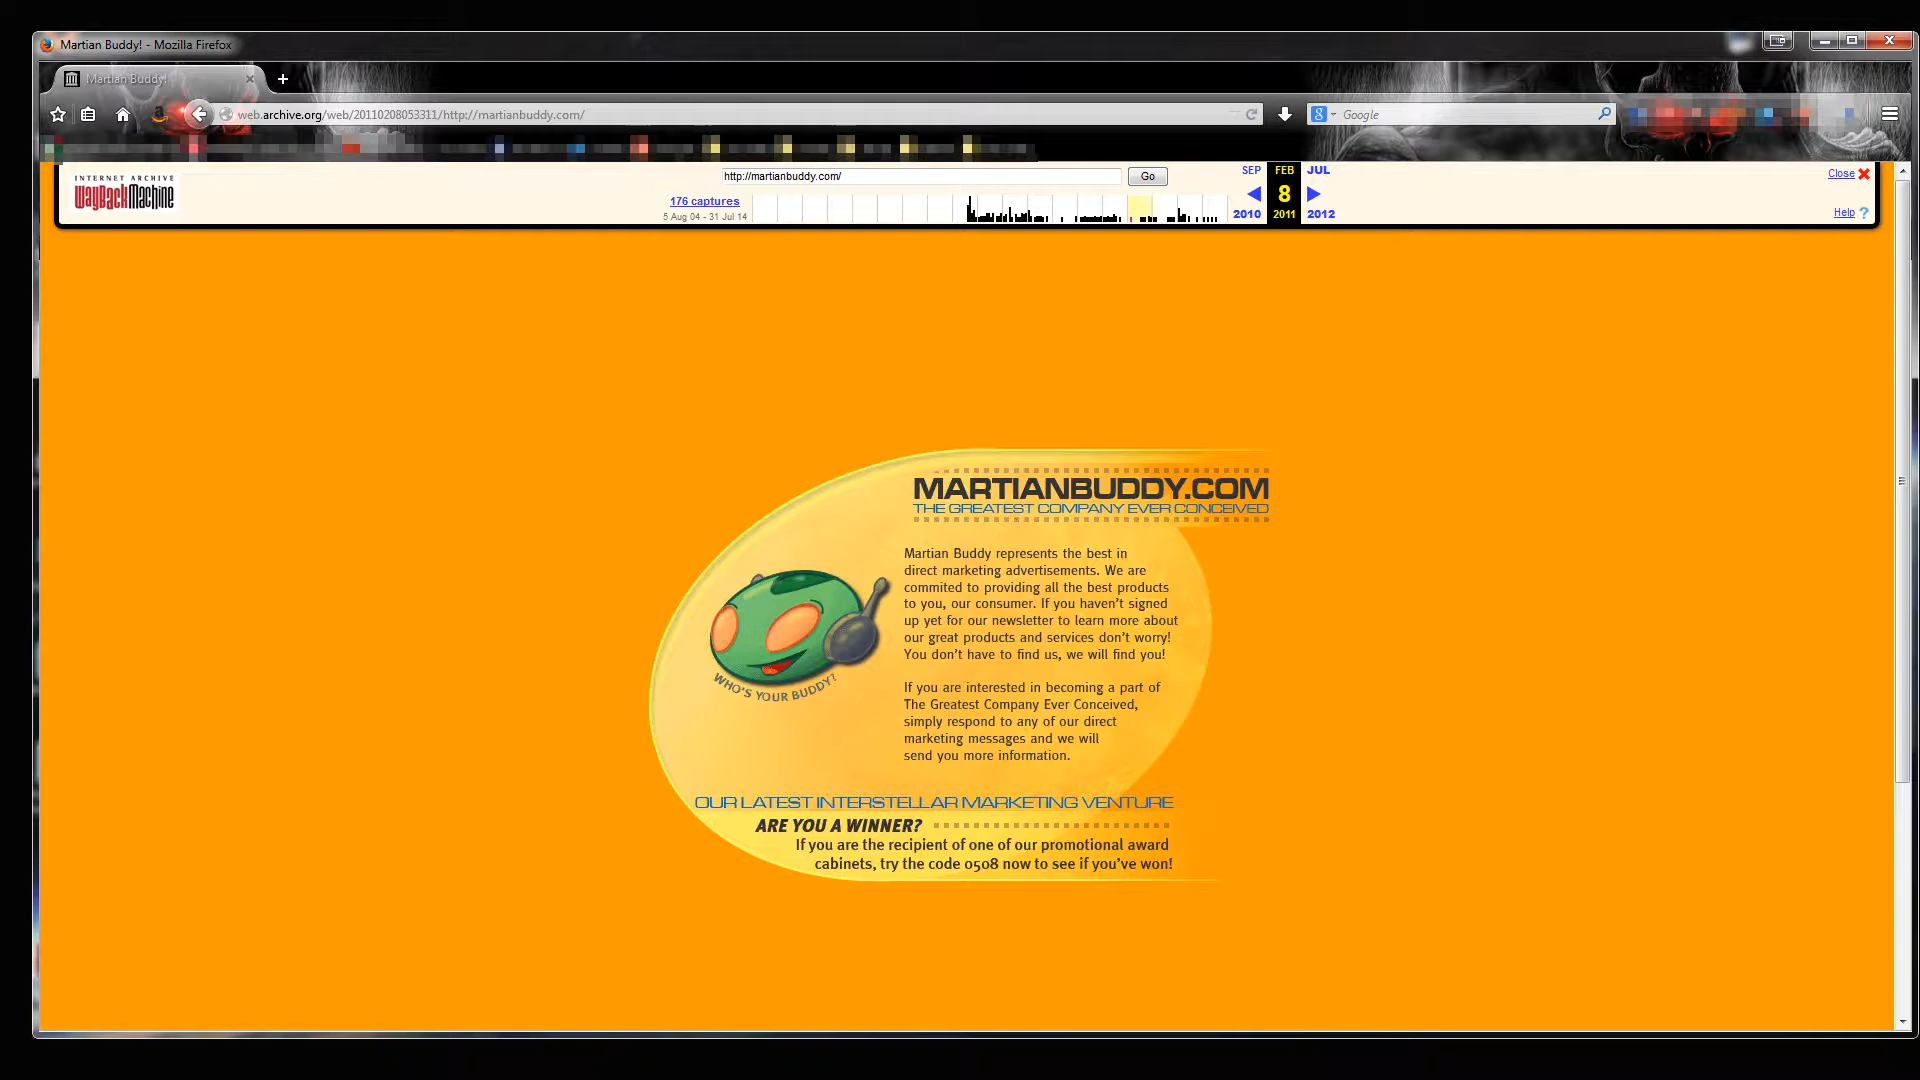 Martian Buddy! - Mozilla Firefox
Martian Buddy!
web.archive.org/web/20110208053311/http://martianbuddy.com/
Google
INTERNET ARCHIVE
WayBackMachine
http://martianbuddy.com/
Go
176 captures
5 Aug 04 - 31 Jul 14
SEP FEB JUL
8
2010 2011 2012
Close
Help ?
MARTIANBUDDY.COM
THE GREATEST COMPANY EVER CONCEIVED
Martian Buddy represents the best in
direct marketing advertisements. We are
commited to providing all the best products
to you, our consumer. If you haven't signed
up yet for our newsletter to learn more about
our great products and services don't worry!
You don't have to find us, we will find you!
WHO'S YOUR BUDDY?
If you are interested in becoming a part of
The Greatest Company Ever Conceived,
simply respond to any of our direct
marketing messages and we will
send you more information.
OUR LATEST INTERSTELLAR MARKETING VENTURE
ARE YOU A WINNER?
If you are the recipient of one of our promotional award
cabinets, try the code 0508 now to see if you've won!